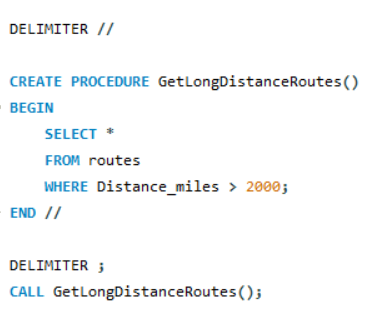 DELIMITER //
CREATE PROCEDURE GetLongDistanceRoutes()
BEGIN
SELECT *
FROM routes
WHERE Distance_miles > 2000;
END //
DELIMITER ;
CALL GetLongDistanceRoutes();